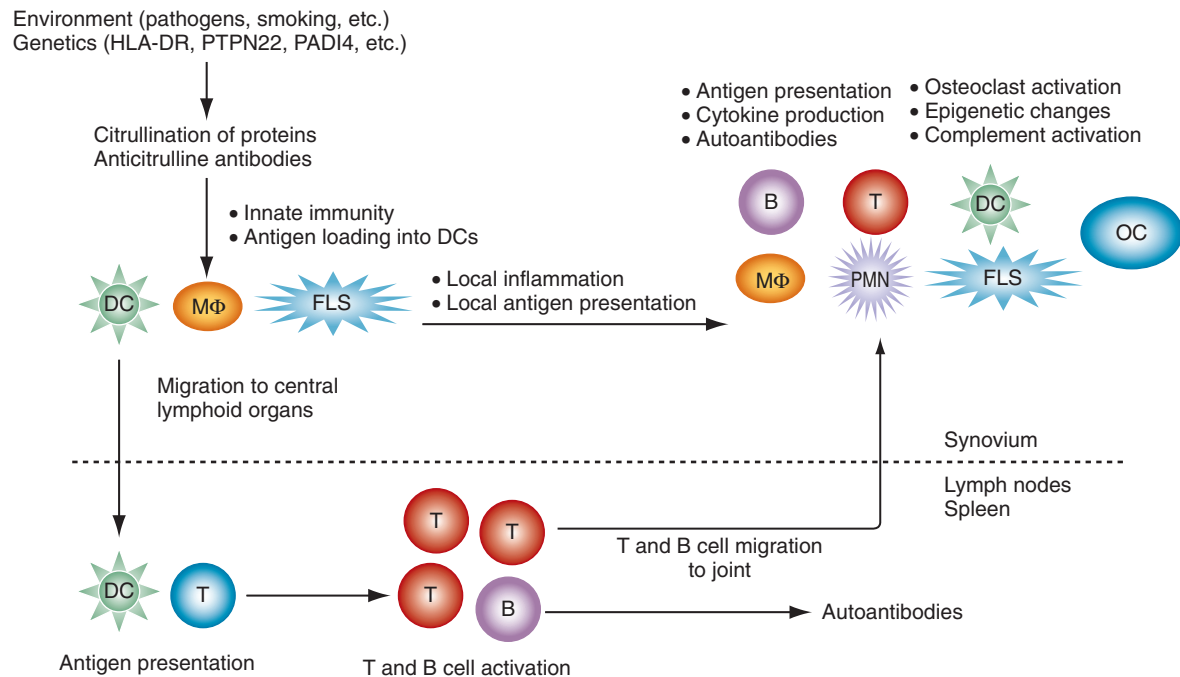 Environment (pathogens, smoking, etc.)
Genetics (HLA-DR, PTPN22, PADI4, etc.)
Citrullination of proteins
Anticitrulline antibodies
• Innate immunity
• Antigen loading into DCs
DC
MΦ
FLS
• Local inflammation
• Local antigen presentation
• Antigen presentation
• Cytokine production
• Autoantibodies
• Osteoclast activation
• Epigenetic changes
• Complement activation
B
T
DC
OC
MΦ
PMN
FLS
Migration to central
lymphoid organs
Synovium
Lymph nodes
Spleen
DC
T
Antigen presentation
T
T
T
B
T and B cell activation
T and B cell migration
to joint
Autoantibodies